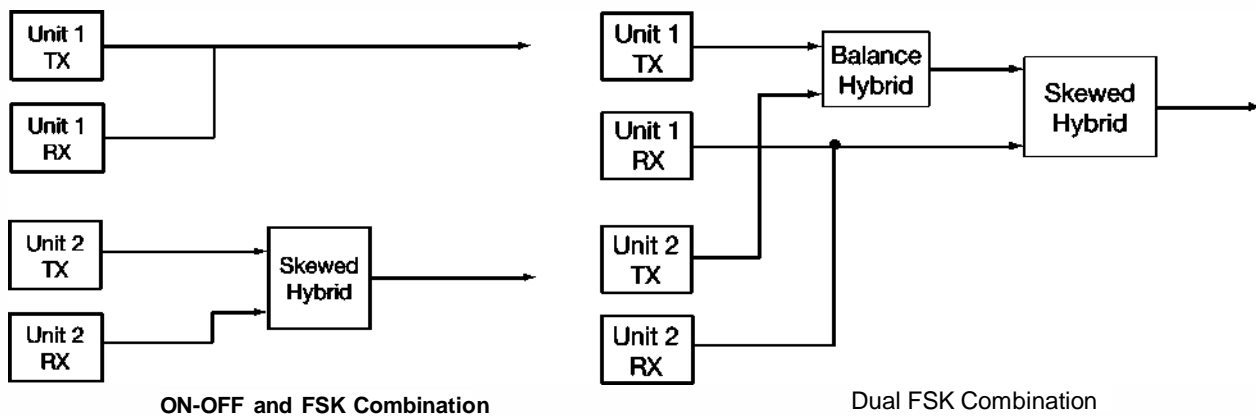 Unit 1
TX
Unit 1
RX
Unit 2
TX
Unit 2
RX
Skewed
Hybrid
ON-OFF and FSK Combination
Unit 1
TX
Unit 1
RX
Unit 2
TX
Unit 2
RX
Balance
Hybrid
Skewed
Hybrid
Dual FSK Combination